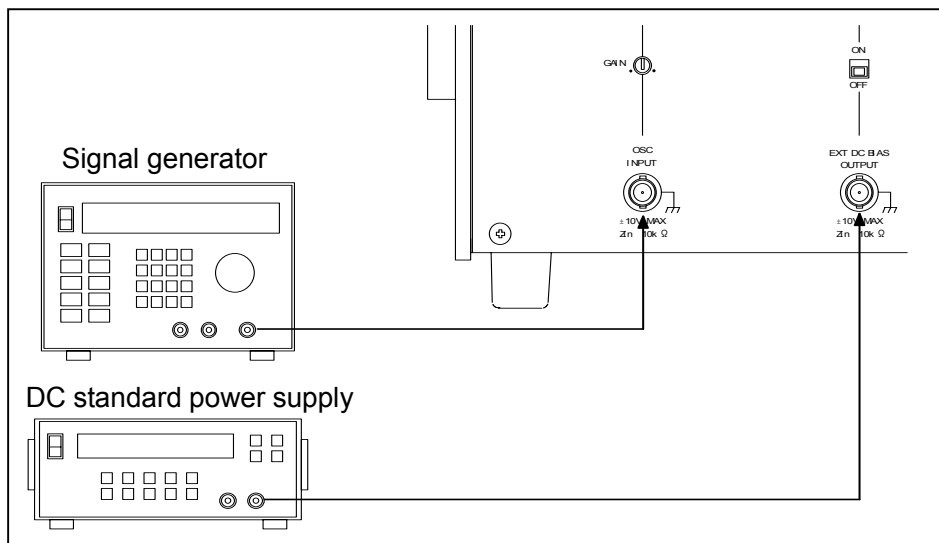 ON
GAIN
OFF
Signal generator
OSC
INPUT
EXT DC BIAS
OUTPUT
±10V MAX
Zin 10k Ω
±10V MAX
Zin 10k Ω
DC standard power supply